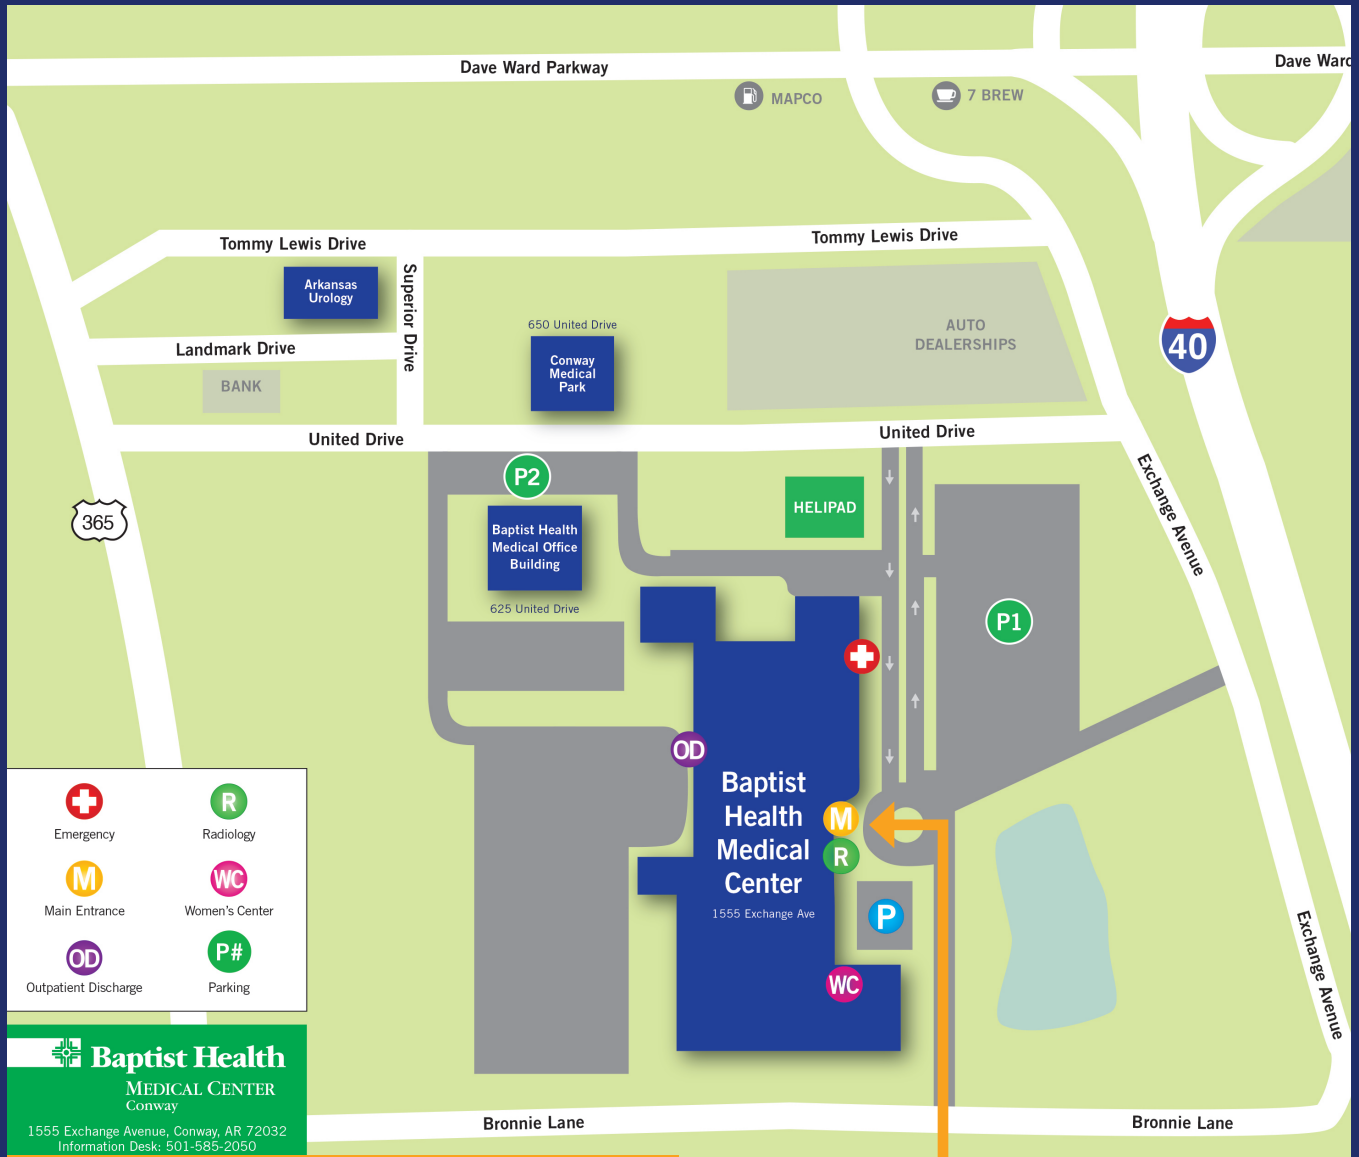 Dave Ward Parkway
Dave Ward
MAPCO
7 BREW
Tommy Lewis Drive
Tommy Lewis Drive
Arkansas
Urology
Superior Drive
650 United Drive
AUTO
DEALERSHIPS
40
Landmark Drive
Conway
Medical
Park
BANK
United Drive
United Drive
Exchange Avenue
P2
HELIPAD
365
Baptist Health
Medical Office
Building
625 United Drive
P1
OD
Baptist
Health
Medical
Center
1555 Exchange Ave
M
R
P
WC
Exchange Avenue
Emergency
R
Radiology
M
Main Entrance
WC
Women's Center
OD
Outpatient Discharge
P#
Parking
Baptist Health
MEDICAL CENTER
Conway
1555 Exchange Avenue, Conway, AR 72032
Information Desk: 501-585-2050
Bronnie Lane
Bronnie Lane